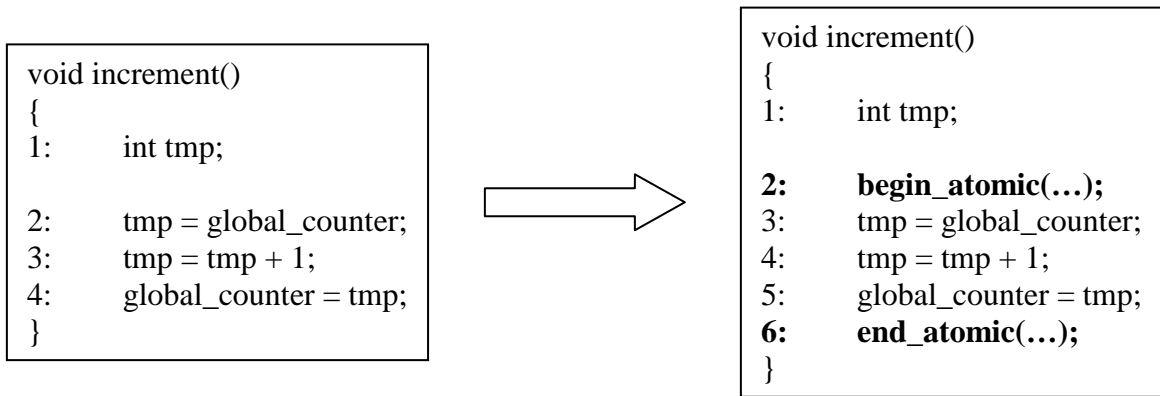 void increment()
{
1: int tmp;
2: tmp = global_counter;
3: tmp = tmp + 1;
4: global_counter = tmp;
}
void increment()
{
1: int tmp;
2: begin_atomic(…);
3: tmp = global_counter;
4: tmp = tmp + 1;
5: global_counter = tmp;
6: end_atomic(…);
}